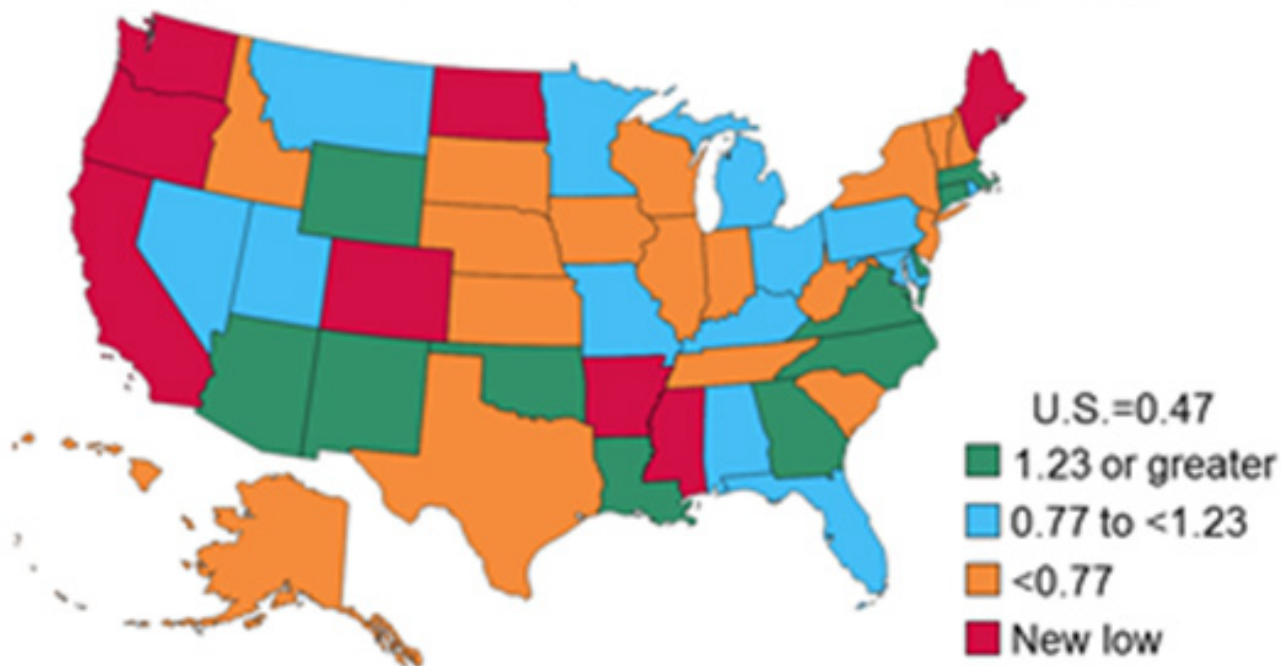 U.S.=0.47
1.23 or greater
0.77 to <1.23
<0.77
New low